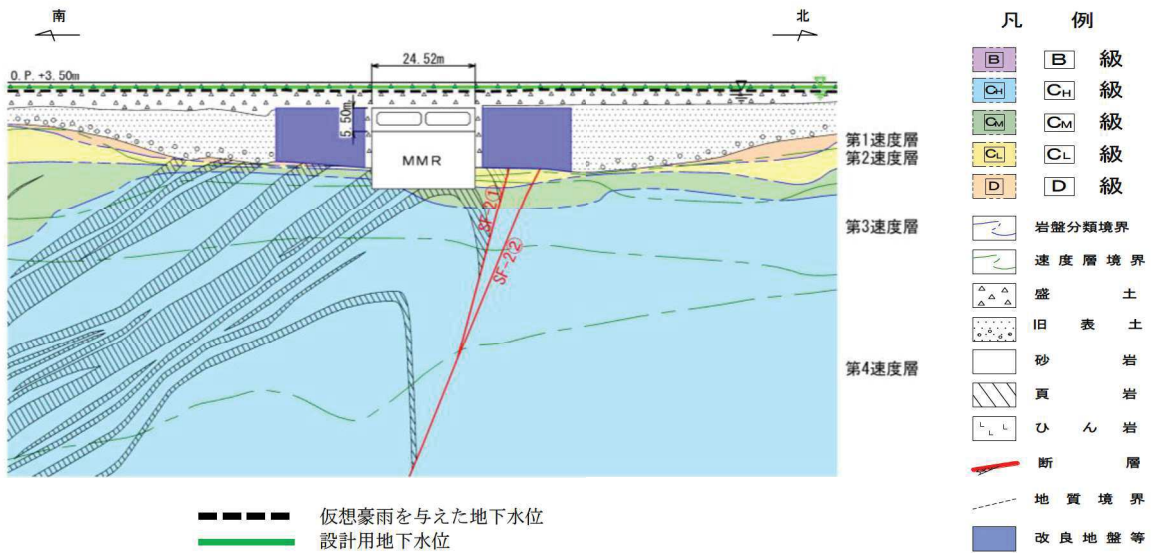 南
北
24.52m
O.P.+3.50m
5.50m
MMR
SF-2①
SF-2②
第1速度層
第2速度層
第3速度層
第4速度層
仮想豪雨を与えた地下水位
設計用地下水位
凡 例
B B 級
CH CH 級
CM CM 級
CL CL 級
D D 級
岩盤分類境界
速度層境界
盛 土
旧 表 土
砂 岩
頁 岩
ひ ん 岩
断 層
地 質 境 界
改 良 地 盤 等